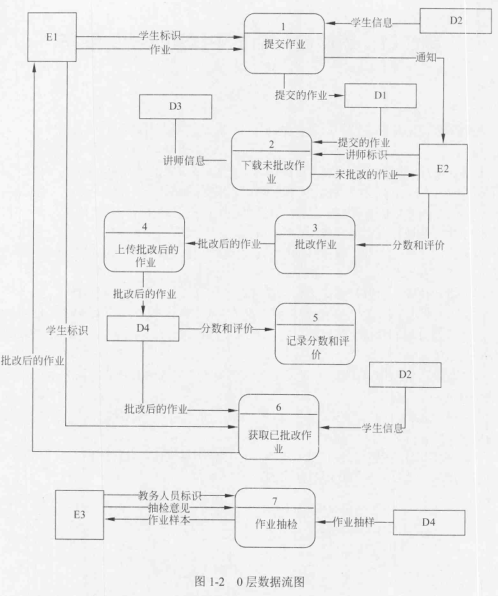 E1
学生标识
作业
1
提交作业
学生信息
D2
通知
提交的作业
D1
D3
提交的作业
讲师标识
2
下载未批改作
业
讲师信息
未批改的作业
E2
4
上传批改后的
作业
批改后的作业
3
批改作业
分数和评价
批改后的作业
学生标识
D4
分数和评价
5
记录分数和评
价
批改后的作业
D2
批改后的作业
6
获取已批改作
业
学生信息
E3
教务人员标识
抽检意见
作业样本
7
作业抽检
作业抽样
D4
图 1-2 0 层数据流图